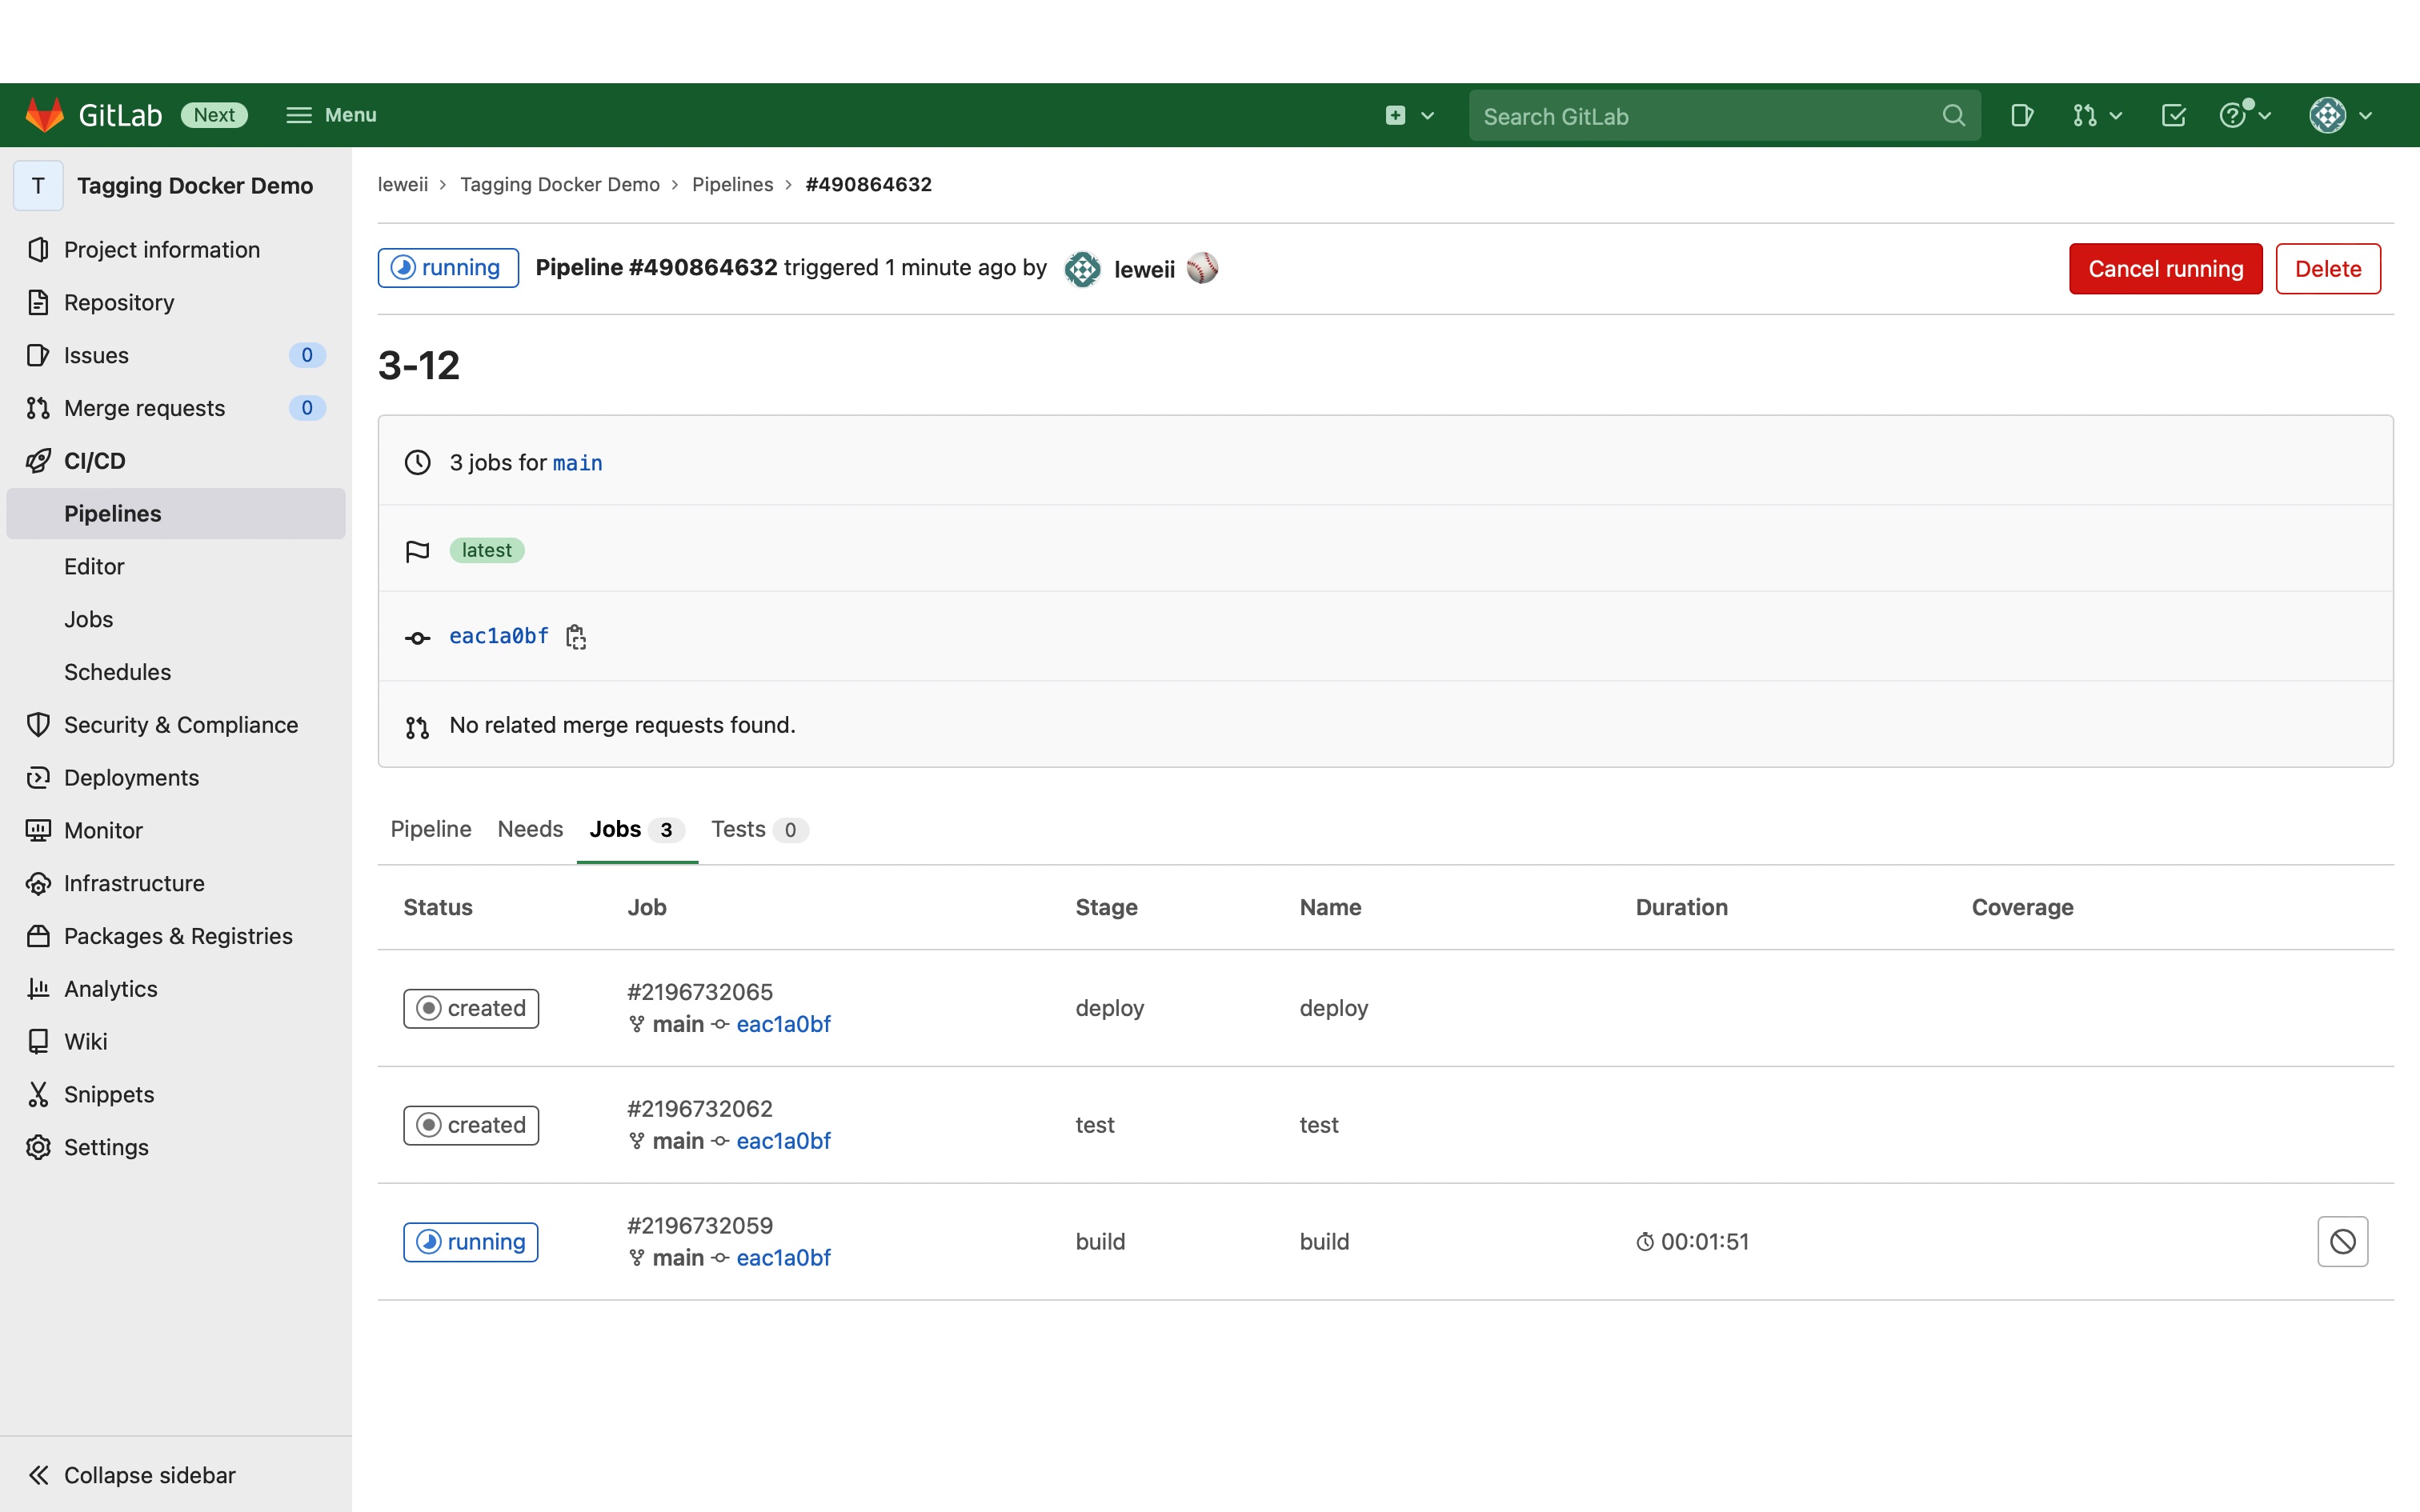 GitLab Next Menu Search GitLab
T Tagging Docker Demo
Project information
Repository
Issues 0
Merge requests 0
CI/CD
Pipelines
Editor
Jobs
Schedules
Security & Compliance
Deployments
Monitor
Infrastructure
Packages & Registries
Analytics
Wiki
Snippets
Settings
Collapse sidebar
leweii › Tagging Docker Demo › Pipelines › #490864632
running Pipeline #490864632 triggered 1 minute ago by leweii Cancel running Delete
3-12
3 jobs for main
latest
eac1a0bf
No related merge requests found.
Pipeline Needs Jobs 3 Tests 0
Status Job Stage Name Duration Coverage
created #2196732065 deploy deploy
main eac1a0bf
created #2196732062 test test
main eac1a0bf
running #2196732059 build build 00:01:51
main eac1a0bf